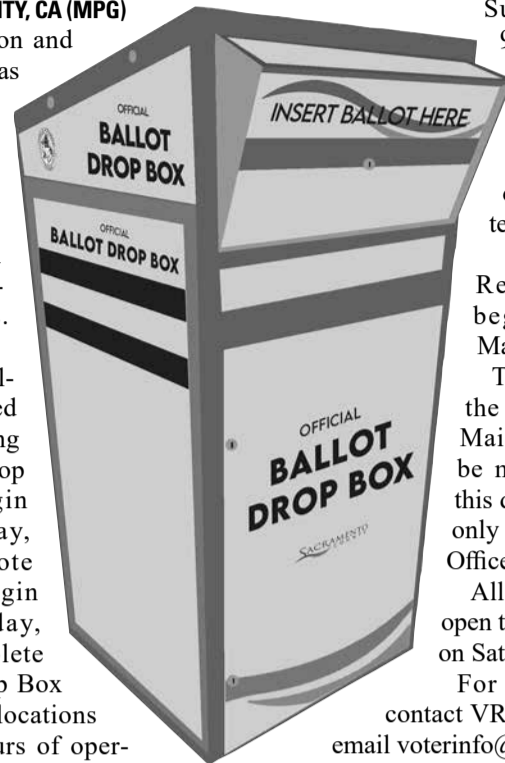 ITY, CA (MPG)
on and
as
l-
ed
ng
op
gin
ay,
ote
gin
day,
lete
p Box
locations
urs of oper-
OFFICIAL
BALLOT
DROP BOX
OFFICIAL
BALLOT DROP BOX
INSERT BALLOT HERE
OFFICIAL
BALLOT
DROP BOX
SACRAMENTO
COUNTY
Su
9
te
Re
beg
Ma
T
the
Mai
be m
this
only
Office
All
open t
on Sat
For
contact VR
email voterinfo@